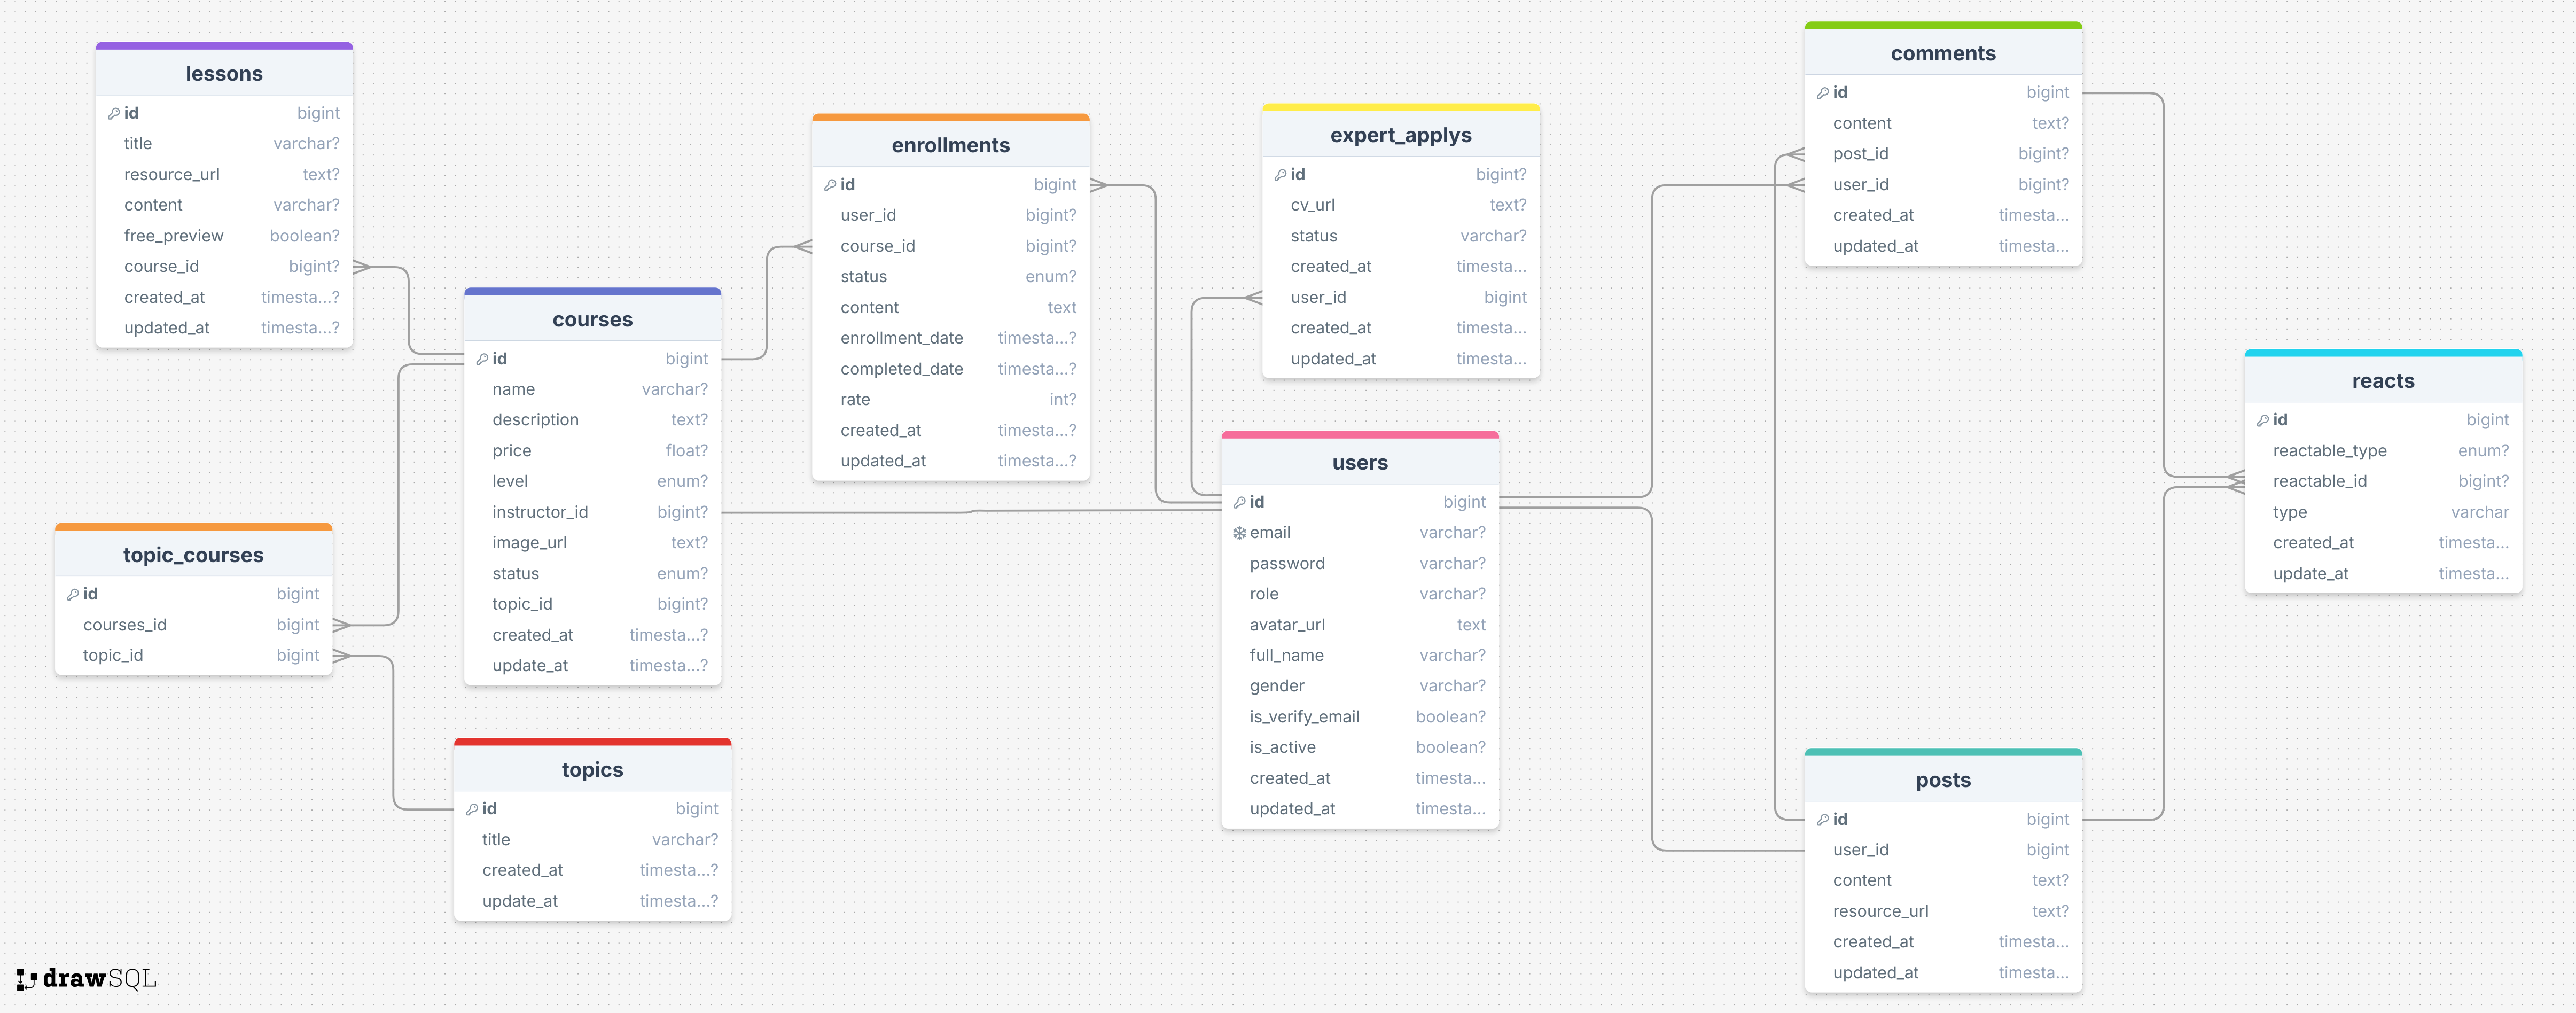 lessons
id bigint
title varchar?
resource_url text?
content varchar?
free_preview boolean?
course_id bigint?
created_at timesta...?
updated_at timesta...?
topic_courses
id bigint
courses_id bigint
topic_id bigint
courses
id bigint
name varchar?
description text?
price float?
level enum?
instructor_id bigint?
image_url text?
status enum?
topic_id bigint?
created_at timesta...?
update_at timesta...?
topics
id bigint
title varchar?
created_at timesta...?
update_at timesta...?
enrollments
id bigint
user_id bigint?
course_id bigint?
status enum?
content text
enrollment_date timesta...?
completed_date timesta...?
rate int?
created_at timesta...?
updated_at timesta...?
expert_applys
id bigint?
cv_url text?
status varchar?
created_at timesta...
user_id bigint
created_at timesta...
updated_at timesta...
users
id bigint
email varchar?
password varchar?
role varchar?
avatar_url text
full_name varchar?
gender varchar?
is_verify_email boolean?
is_active boolean?
created_at timesta...
updated_at timesta...
comments
id bigint
content text?
post_id bigint?
user_id bigint?
created_at timesta...
updated_at timesta...
posts
id bigint
user_id bigint
content text?
resource_url text?
created_at timesta...
updated_at timesta...
reacts
id bigint
reactable_type enum?
reactable_id bigint?
type varchar
created_at timesta...
update_at timesta...
drawSQL